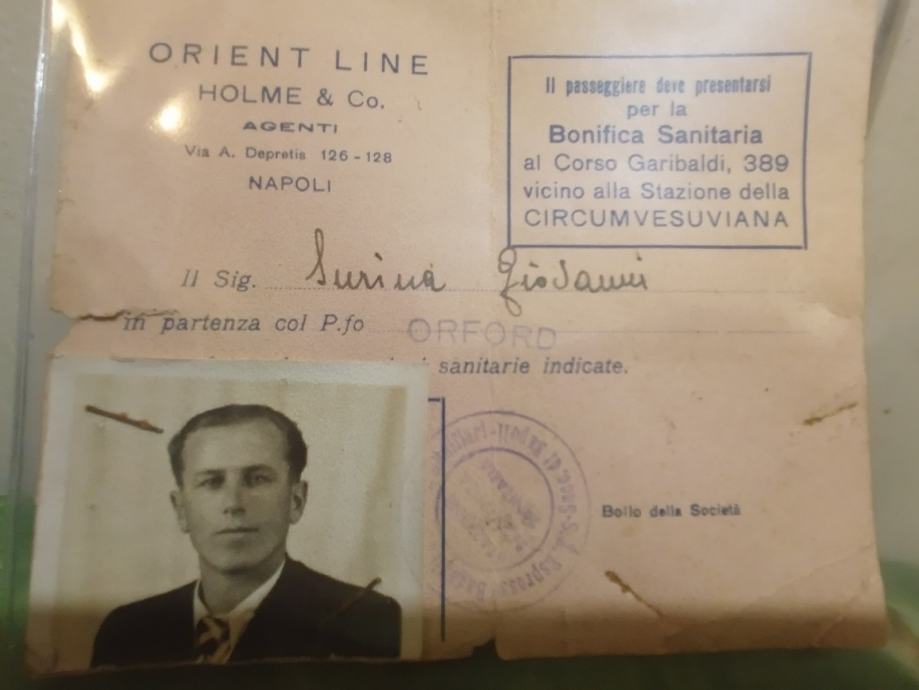 ORIENT LINE
HOLME & Co.
AGENTI
Via A. Depretis 126-128
NAPOLI
Il passeggiere deve presentarsi
per la
Bonifica Sanitaria
al Corso Garibaldi, 389
vicino alla Stazione della
CIRCUMVESUVIANA
Il Sig. Surina Giovanni
in partenza col P.fo ORFORD
sanitarie indicate.
Bollo della Società